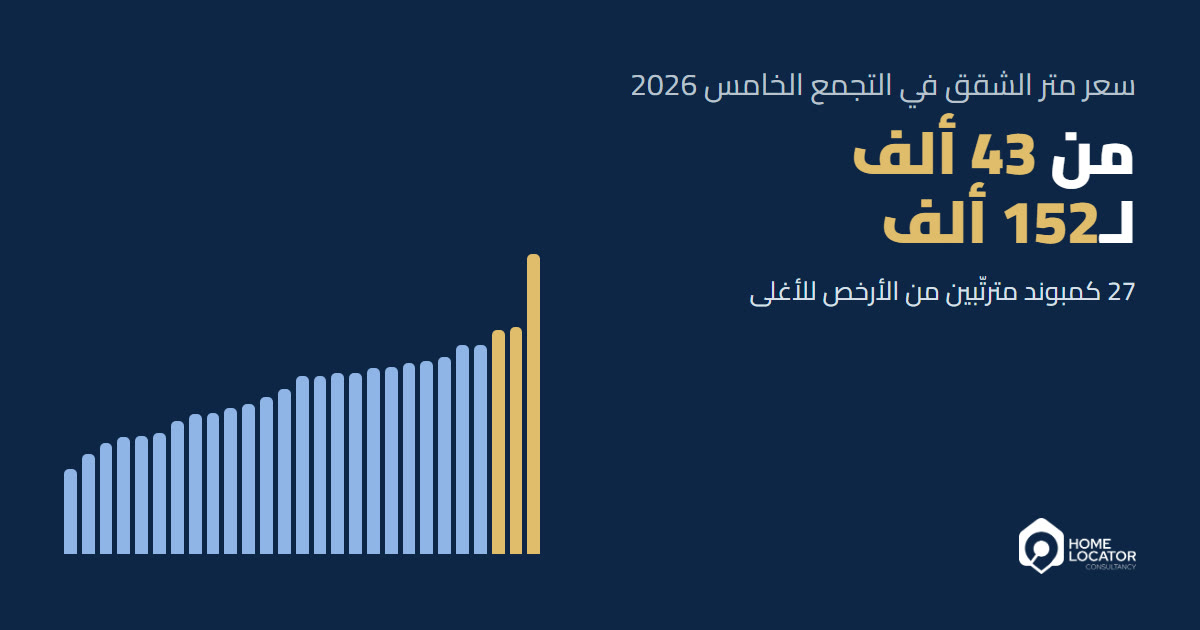 سعر متر الشقق في التجمع الخامس 2026
من 43 ألف
لـ152 ألف
27 كمبوند مترتّبين من الأرخص للأغلى
HOME
LOCATOR
CONSULTANCY